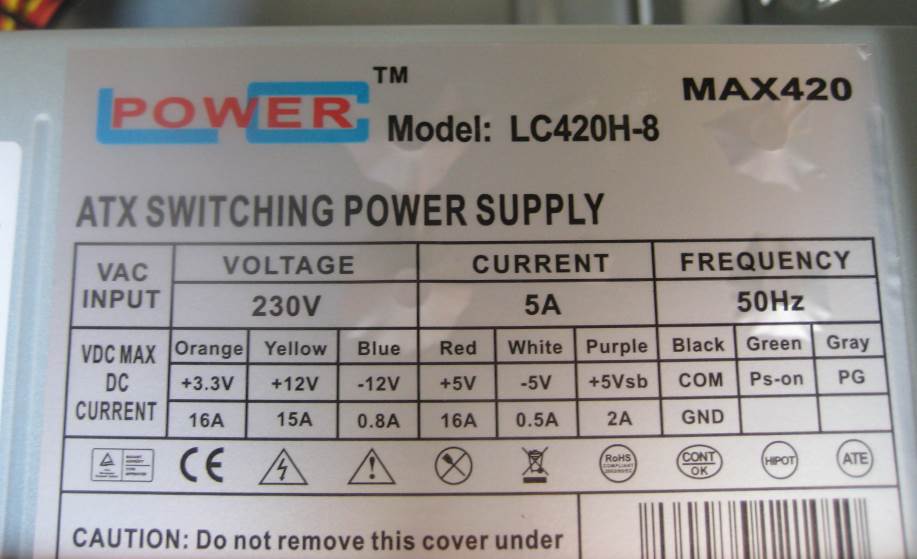 POWER TM
MAX420
Model: LC420H-8
ATX SWITCHING POWER SUPPLY
VAC INPUT VOLTAGE CURRENT FREQUENCY
230V 5A 50Hz
VDC MAX DC CURRENT Orange Yellow Blue Red White Purple Black Green Gray
+3.3V +12V -12V +5V -5V +5Vsb COM Ps-on PG
16A 15A 0.8A 16A 0.5A 2A GND
CE RoHS CONT OK HIPOT ATE
CAUTION: Do not remove this cover under